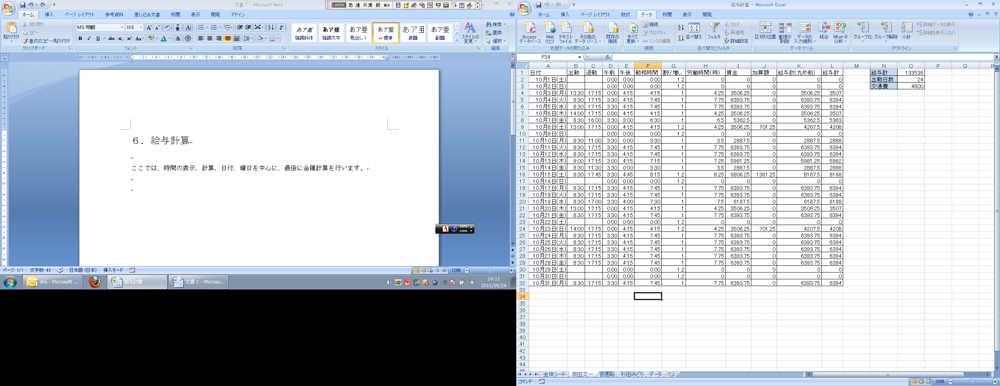 文書 1 - Microsoft Word
ATOK あ 連 R漢 般 英小
ホーム 挿入 ページ レイアウト 参考資料 差し込み文書 校閲 表示 開発 アドイン
貼り付け 切り取り コピー 書式のコピー/貼り付け クリップボード
MS 明朝 10.5
B I U abc x₂ x² Aa
フォント
段落
あア亜 あア亜 あア亜 あア亜 あア亜 あア亜
強調斜体 強調太字 見出し 1 標準 表題 副題
スタイルの変更
スタイル
検索 置換 選択 編集
6. 給与計算
ここでは、時間の表示、計算、日付、曜日を中心に、最後に金種計算を行います。
CAPS
KANA
ページ: 1/1 文字数: 43 日本語 (日本) 挿入モード 120%
ohs - Microsoft ... 給与計算 文書 1 - Microso...
14:11
2011/09/24
給与計算 - Microsoft Excel
ホーム 挿入 ページ レイアウト 数式 データ 校閲 表示 開発
Access データベース Web クエリ テキスト ファイル その他の データ ソース 既存の 接続
外部データの取り込み
すべて 更新 接続 プロパティ リンクの編集
接続
並べ替え フィルタ クリア 再適用 詳細設定
並べ替えとフィルタ
区切り位置 重複の 削除 データの 入力規則 統合 What-If 分析
データ ツール
グループ化 グループ解除 小計 詳細データの表示 詳細を表示しない
アウトライン
F34 fx
A B C D E F G H I J K L M N O P Q R
1 日付 出勤 退勤 午前 午後 勤務時間 割り増し 労働時間(時) 賃金 加算額 給与計(丸め前) 給与計 給与計 133536
2 10月1日(土) 0:00 0:00 0:00 1.2 0 0 0 0 0 出勤日数 24
3 10月2日(日) 0:00 0:00 0:00 1.2 0 0 0 0 0 交通費 4800
4 10月3日(月) 13:30 17:15 0:00 4:15 4:15 1 4.25 3506.25 0 3506.25 3507
5 10月4日(火) 8:30 17:15 3:30 4:15 7:45 1 7.75 6393.75 0 6393.75 6394
6 10月5日(水) 8:30 17:15 3:30 4:15 7:45 1 7.75 6393.75 0 6393.75 6394
7 10月6日(木) 14:00 17:15 0:00 4:15 4:15 1 4.25 3506.25 0 3506.25 3507
8 10月7日(金) 8:30 16:00 3:30 3:00 6:30 1 6.5 5362.5 0 5362.5 5363
9 10月8日(土) 13:00 17:15 0:00 4:15 4:15 1.2 4.25 3506.25 701.25 4207.5 4208
10 10月9日(日) 0:00 0:00 0:00 1.2 0 0 0 0 0
11 10月10日(月) 8:30 11:00 3:30 0:00 3:30 1 3.5 2887.5 0 2887.5 2888
12 10月11日(火) 8:30 17:15 3:30 4:15 7:45 1 7.75 6393.75 0 6393.75 6394
13 10月12日(水) 8:30 17:15 3:30 4:15 7:45 1 7.75 6393.75 0 6393.75 6394
14 10月13日(木) 9:00 17:15 3:00 4:15 7:15 1 7.25 5981.25 0 5981.25 5982
15 10月14日(金) 8:30 11:30 3:30 0:00 3:30 1 3.5 2887.5 0 2887.5 2888
16 10月15日(土) 8:30 17:45 3:30 4:45 8:15 1.2 8.25 6806.25 1361.25 8167.5 8168
17 10月16日(日) 0:00 0:00 0:00 1.2 0 0 0 0 0
18 10月17日(月) 8:30 17:15 3:30 4:15 7:45 1 7.75 6393.75 0 6393.75 6394
19 10月18日(火) 8:30 17:15 3:30 4:15 7:45 1 7.75 6393.75 0 6393.75 6394
20 10月19日(水) 8:30 17:00 3:30 4:00 7:30 1 7.5 6187.5 0 6187.5 6188
21 10月20日(木) 13:00 17:15 0:00 4:15 4:15 1 4.25 3506.25 0 3506.25 3507
22 10月21日(金) 8:30 17:15 3:30 4:15 7:45 1 7.75 6393.75 0 6393.75 6394
23 10月22日(土) 0:00 0:00 0:00 1.2 0 0 0 0 0
24 10月23日(日) 14:00 17:15 0:00 4:15 4:15 1.2 4.25 3506.25 701.25 4207.5 4208
25 10月24日(月) 8:30 17:15 3:30 4:15 7:45 1 7.75 6393.75 0 6393.75 6394
26 10月25日(火) 8:30 17:15 3:30 4:15 7:45 1 7.75 6393.75 0 6393.75 6394
27 10月26日(水) 8:30 17:15 3:30 4:15 7:45 1 7.75 6393.75 0 6393.75 6394
28 10月27日(木) 8:30 17:15 3:30 4:15 7:45 1 7.75 6393.75 0 6393.75 6394
29 10月28日(金) 8:30 17:15 3:30 4:15 7:45 1 7.75 6393.75 0 6393.75 6394
30 10月29日(土) 0:00 0:00 0:00 1.2 0 0 0 0 0
31 10月30日(日) 0:00 0:00 0:00 1.2 0 0 0 0 0
32 10月31日(月) 8:30 17:15 3:30 4:15 7:45 1 7.75 6393.75 0 6393.75 6394
33
34
35
36
37
38
39
40
41
42
43
44
45
全体シート 坂田文一 宮園聡 杉田みどり データ
コマンド 100%